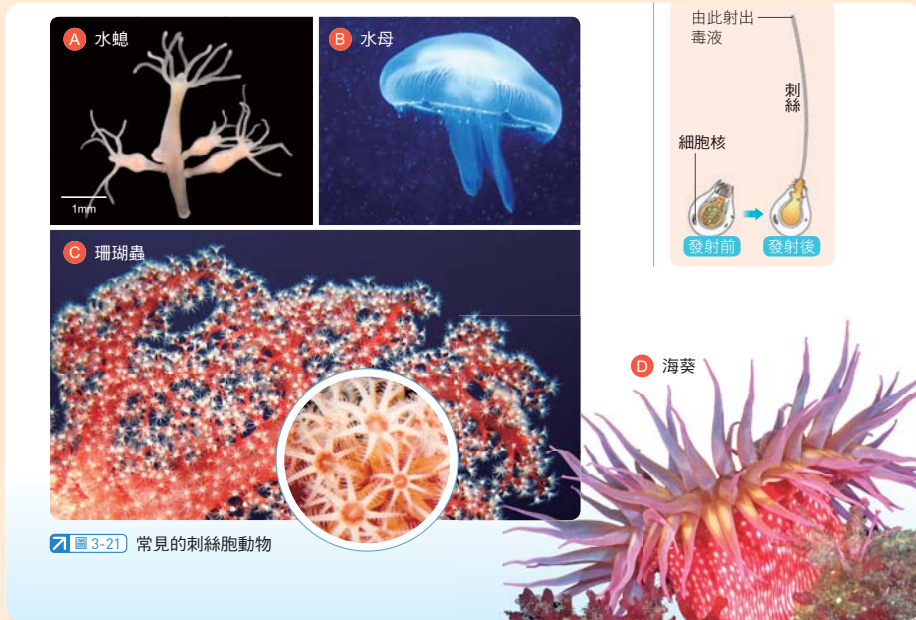 A 水螅
1mm
B 水母
C 珊瑚蟲
由此射出
毒液
刺絲
細胞核
發射前
發射後
D 海葵
圖 3-21 常見的刺絲胞動物